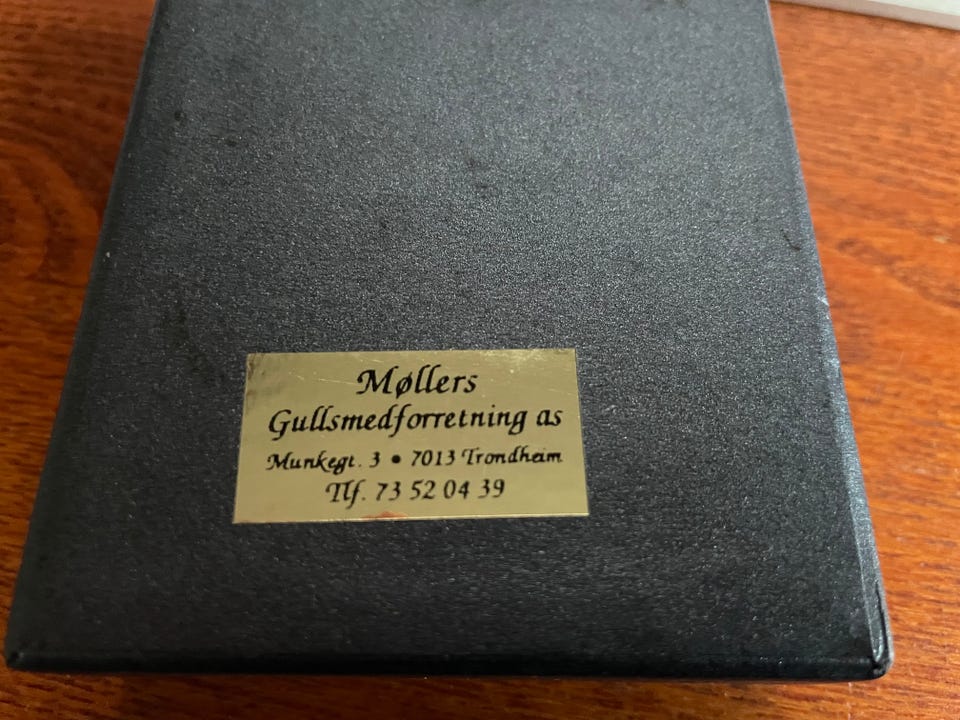 Møllers
Gullsmedforretning as
Munkegt. 3 • 7013 Trondheim
Tlf. 73 52 04 39